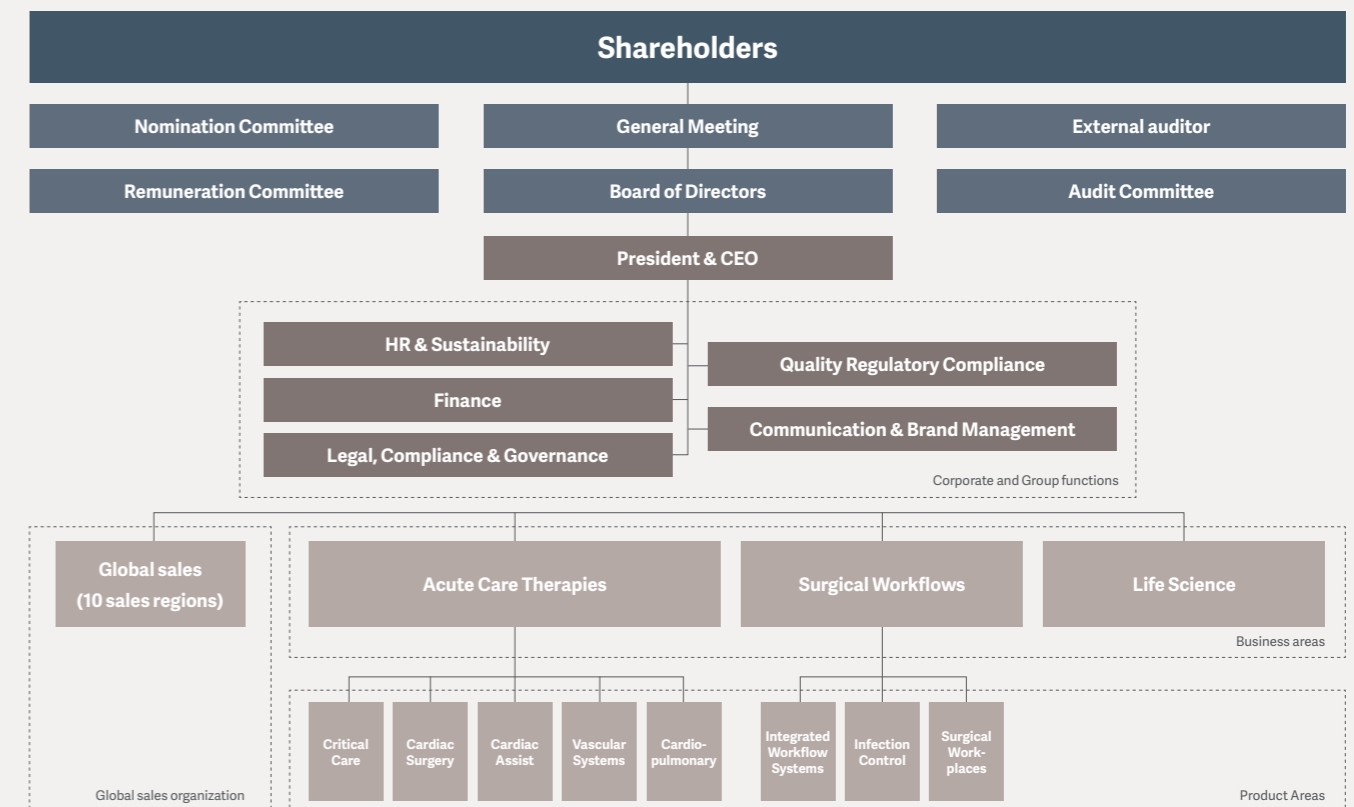 Shareholders
Nomination Committee
General Meeting
External auditor
Remuneration Committee
Board of Directors
Audit Committee
President & CEO
HR & Sustainability
Quality Regulatory Compliance
Finance
Communication & Brand Management
Legal, Compliance & Governance
Corporate and Group functions
Global sales
(10 sales regions)
Acute Care Therapies
Surgical Workflows
Life Science
Business areas
Critical
Care
Cardiac
Surgery
Cardiac
Assist
Vascular
Systems
Cardio-
pulmonary
Integrated
Workflow
Systems
Infection
Control
Surgical
Work-
places
Global sales organization
Product Areas